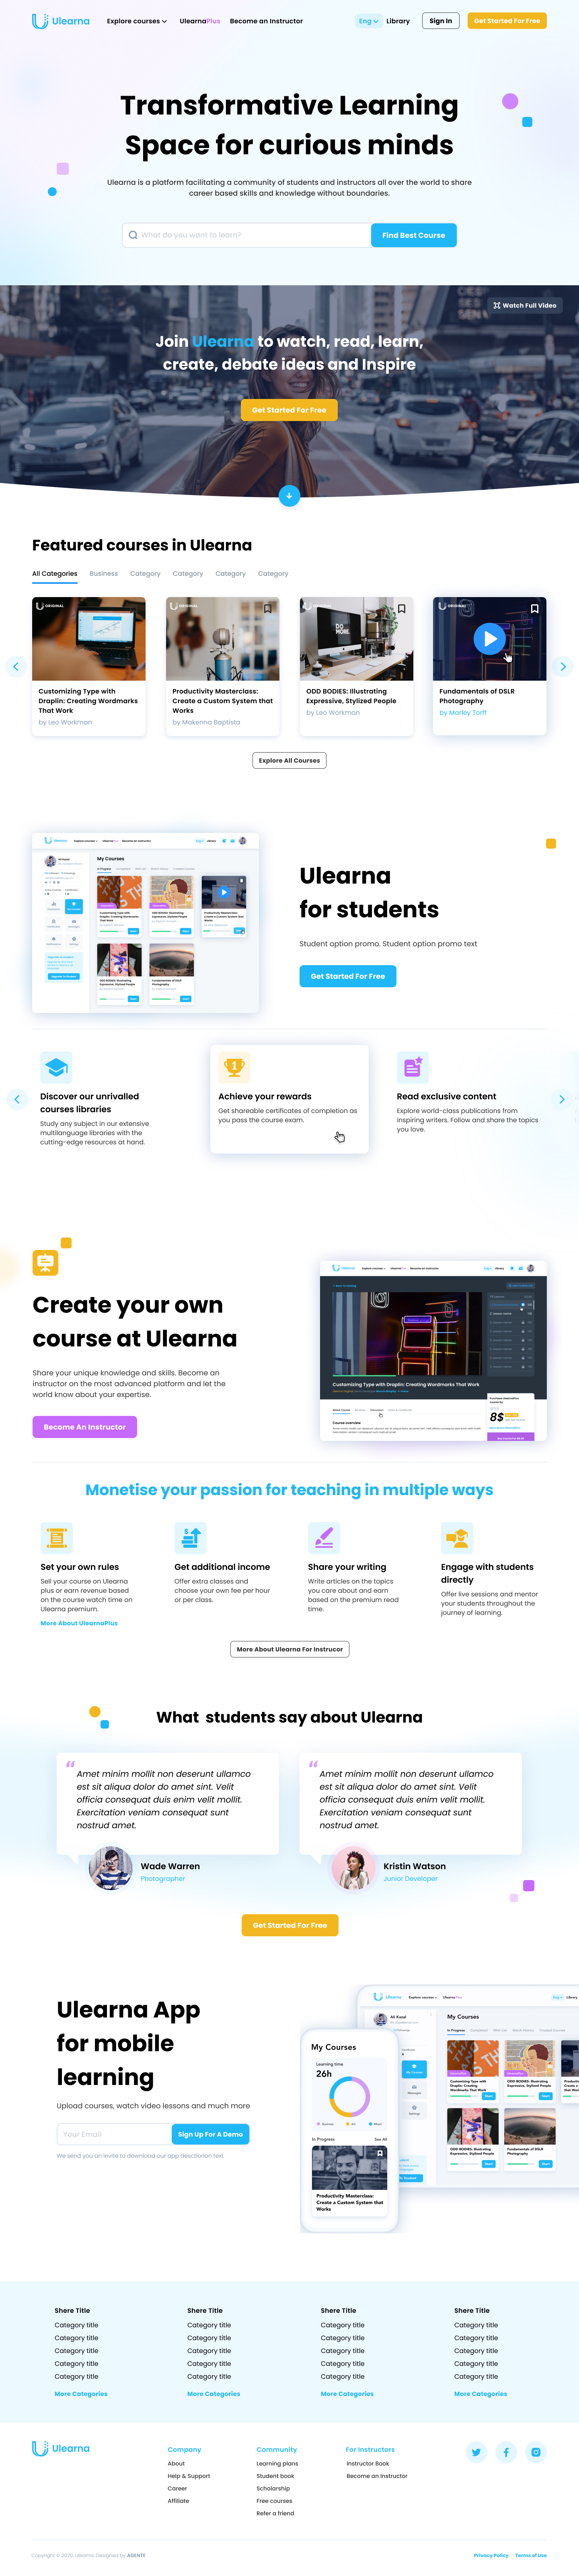 Ulearna
Explore courses
UlearnaPlus
Become an Instructor
Eng
Library
Sign In
Get Started For Free
Transformative Learning
Space for curious minds
Ulearna is a platform facilitating a community of students and instructors all over the world to share
career based skills and knowledge without boundaries.
What do you want to learn?
Find Best Course
Watch Full Video
Join Ulearna to watch, read, learn,
create, debate ideas and Inspire
Get Started For Free
Featured courses in Ulearna
All Categories
Business
Category
Category
Category
Category
ORIGINAL
ORIGINAL
DO
MORE
Customizing Type with
Draplin: Creating Wordmarks
That Work
by Leo Workman
Productivity Masterclass:
Create a Custom System that
Works
by Makenna Baptista
ODD BODIES: Illustrating
Expressive, Stylized People
by Leo Workman
Fundamentals of DSLR
Photography
by Marley Torff
Explore All Courses
My Courses
Ulearna
for students
Student option promo. Student option promo text
Get Started For Free
Discover our unrivalled
courses libraries
Study any subject in our extensive
multilanguage libraries with the
cutting-edge resources at hand.
Achieve your rewards
Get shareable certificates of completion as
you pass the course exam.
Read exclusive content
Explore world-class publications from
inspiring writers. Follow and share the topics
you love.
Create your own
course at Ulearna
Share your unique knowledge and skills. Become an
instructor on the most advanced platform and let the
world know about your expertise.
Become An Instructor
Customizing Type with Draplin: Creating Wordmarks That Work
Course overview
8$
Monetise your passion for teaching in multiple ways
Set your own rules
Sell your course on Ulearna
plus or earn revenue based
on the course watch time on
Ulearna premium.
More About UlearnaPlus
Get additional income
Offer extra classes and
choose your own fee per hour
or per class.
Share your writing
Write articles on the topics
you care about and earn
based on the premium read
time.
Engage with students
directly
Offer live sessions and mentor
your students throughout the
journey of learning.
More About Ulearna For Instrucor
What students say about Ulearna
Amet minim mollit non deserunt ullamco
est sit aliqua dolor do amet sint. Velit
officia consequat duis enim velit mollit.
Exercitation veniam consequat sunt
nostrud amet.
Wade Warren
Photographer
Amet minim mollit non deserunt ullamco
est sit aliqua dolor do amet sint. Velit
officia consequat duis enim velit mollit.
Exercitation veniam consequat sunt
nostrud amet.
Kristin Watson
Junior Developer
Get Started For Free
Ulearna App
for mobile
learning
Upload courses, watch video lessons and much more
Your Email
Sign Up For A Demo
We send you an invite to download our app deacctionon text
My Courses
Learning time
26h
In Progress
See All
Productivity Masterclass:
Create a Custom System that
Works
My Courses
Shere Title
Category title
Category title
Category title
Category title
Category title
More Categories
Shere Title
Category title
Category title
Category title
Category title
Category title
More Categories
Shere Title
Category title
Category title
Category title
Category title
Category title
More Categories
Shere Title
Category title
Category title
Category title
Category title
Category title
More Categories
Ulearna
Company
About
Help & Support
Career
Affiliate
Community
Learning plans
Student book
Scholarship
Free courses
Refer a friend
For Instructors
Instructor Book
Become an Instructor
Copyright © 2020. Ulearna. Designed by AGENTE
Privacy Policy
Terms of Use